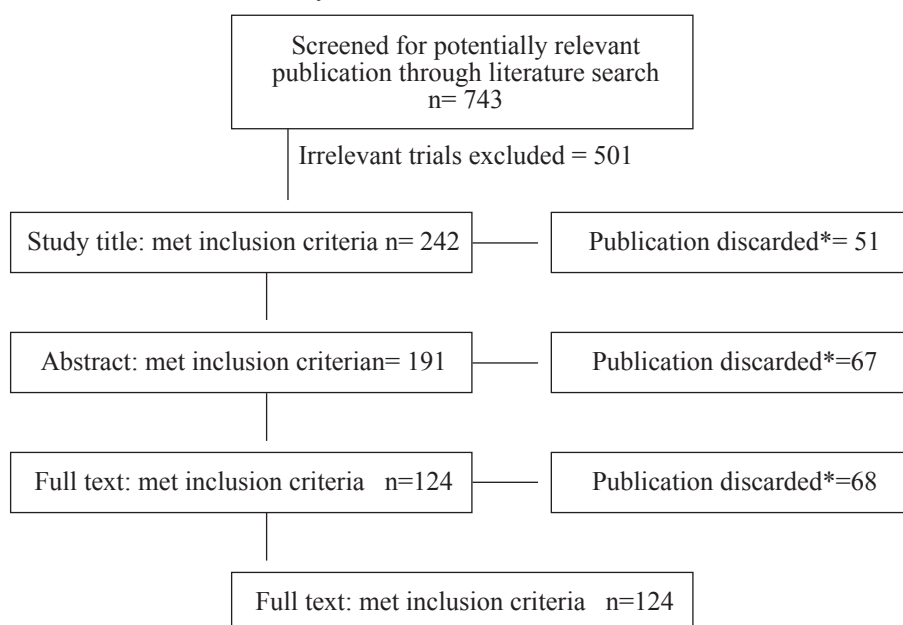 Screened for potentially relevant
publication through literature search
n= 743
Irrelevant trials excluded = 501
Study title: met inclusion criteria n= 242
Publication discarded*= 51
Abstract: met inclusion criterian= 191
Publication discarded*=67
Full text: met inclusion criteria n=124
Publication discarded*=68
Full text: met inclusion criteria n=124